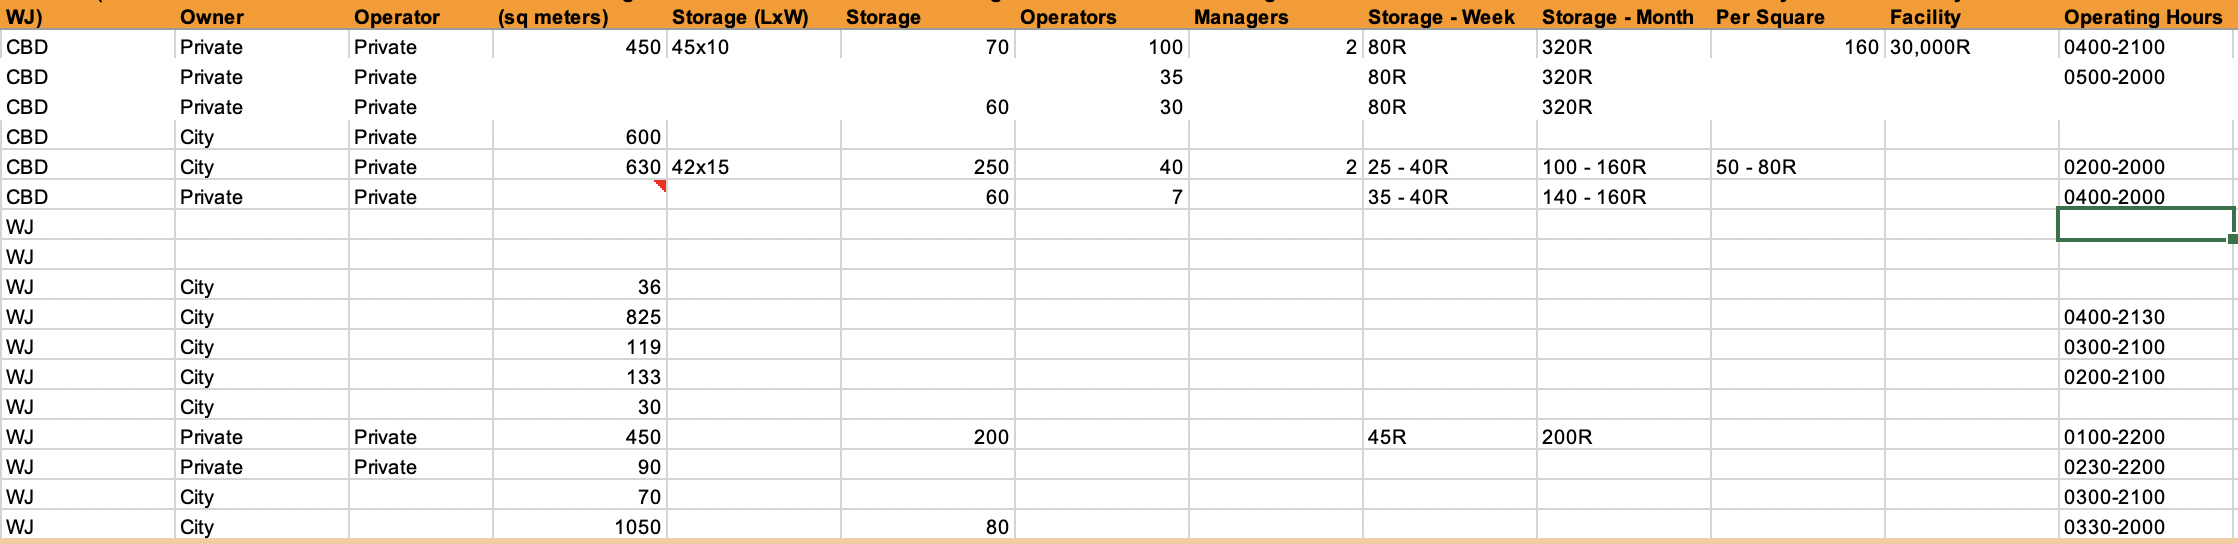 WJ) Owner Operator (sq meters) Storage (LxW) Storage Operators Managers Storage - Week Storage - Month Per Square Facility Operating Hours
CBD Private Private 450 45x10 70 100 2 80R 320R 160 30,000R 0400-2100
CBD Private Private 35 80R 320R 0500-2000
CBD Private Private 60 30 80R 320R
CBD City Private 600
CBD City Private 630 42x15 250 40 2 25 - 40R 100 - 160R 50 - 80R 0200-2000
CBD Private Private 60 7 35 - 40R 140 - 160R 0400-2000
WJ
WJ
WJ City 36
WJ City 825 0400-2130
WJ City 119 0300-2100
WJ City 133 0200-2100
WJ City 30
WJ Private Private 450 200 45R 200R 0100-2200
WJ Private Private 90 0230-2200
WJ City 70 0300-2100
WJ City 1050 80 0330-2000